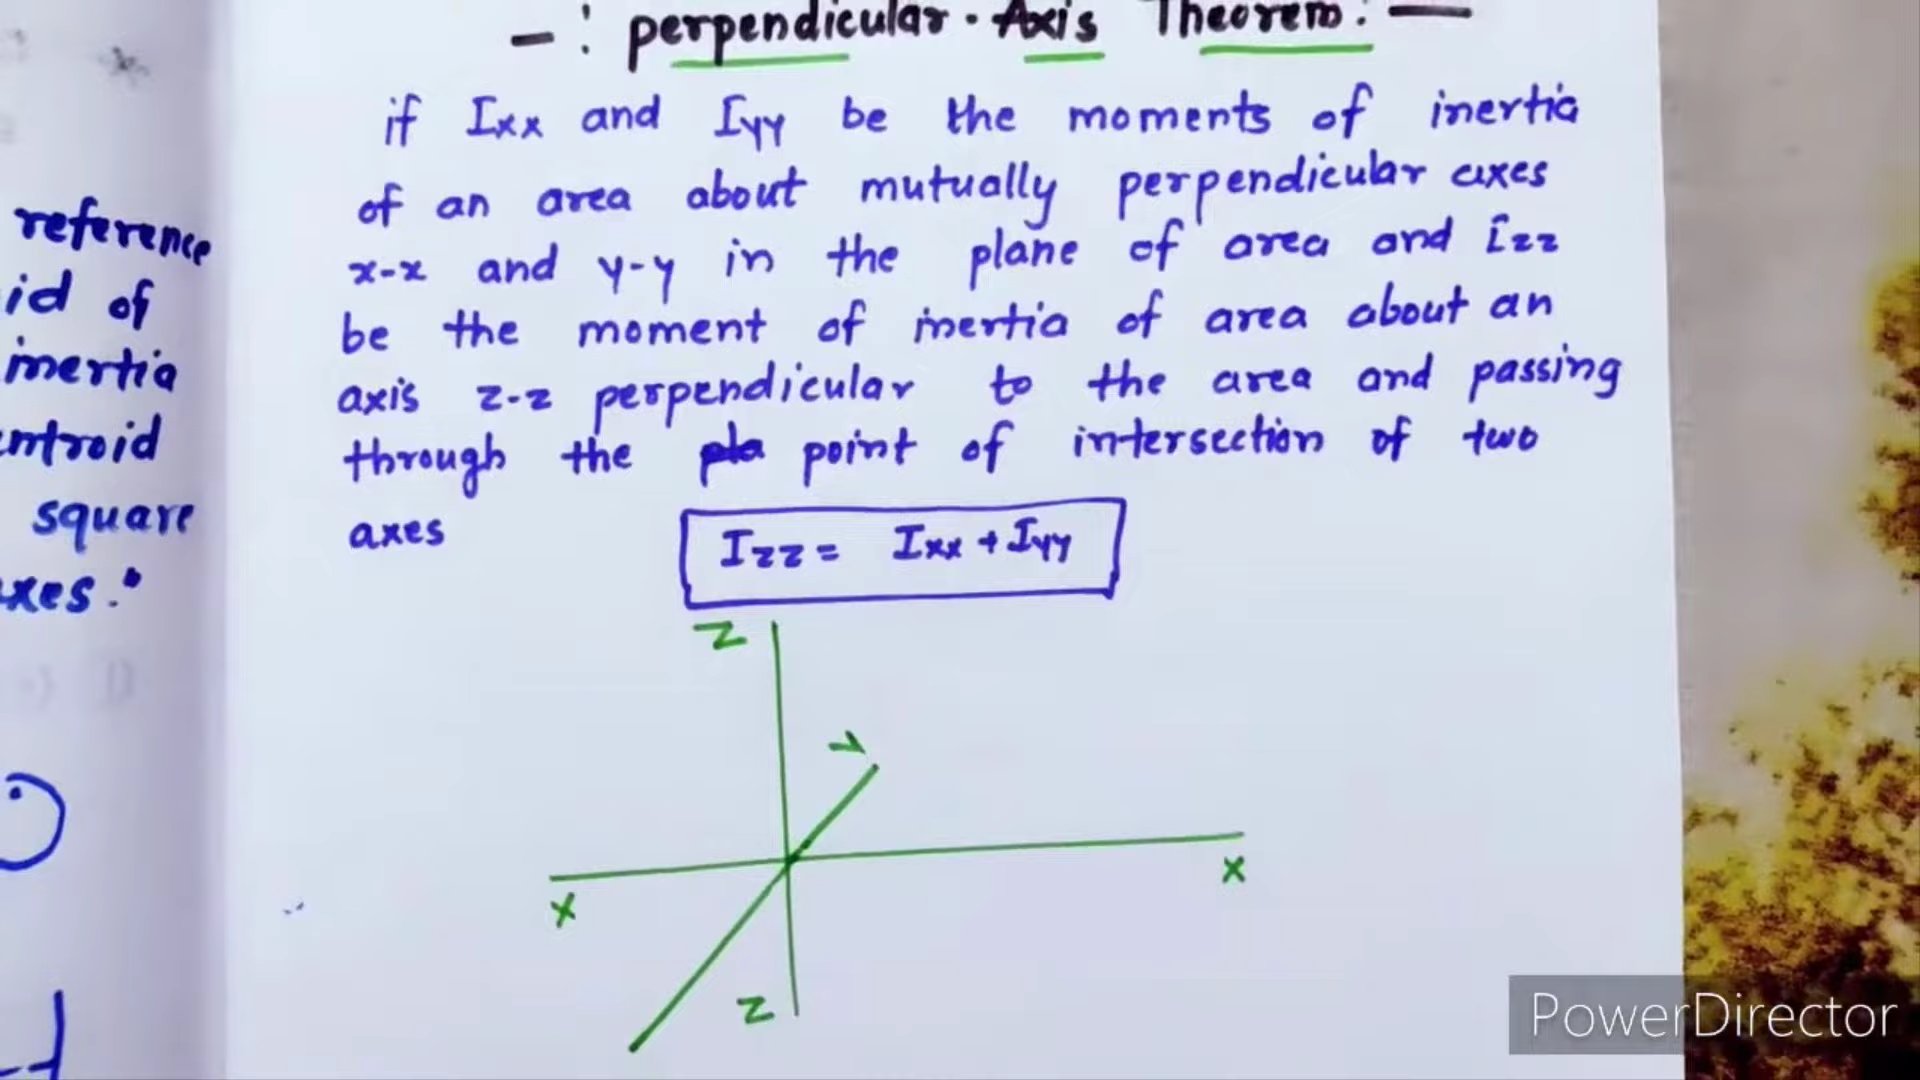 -: perpendicular. Axis Theorem: -
if Ixx and Iyy be the moments of inertia
of an area about mutually perpendicular axes
x-x and y-y in the plane of area and Izz
be the moment of inertia of area about an
axis z-z perpendicular to the area and passing
through the point of intersection of two
axes
Izz = Ixx + Iyy
reference
id of
inertia
entroid
square
xes.
Z
Y
X
X
Z
PowerDirector